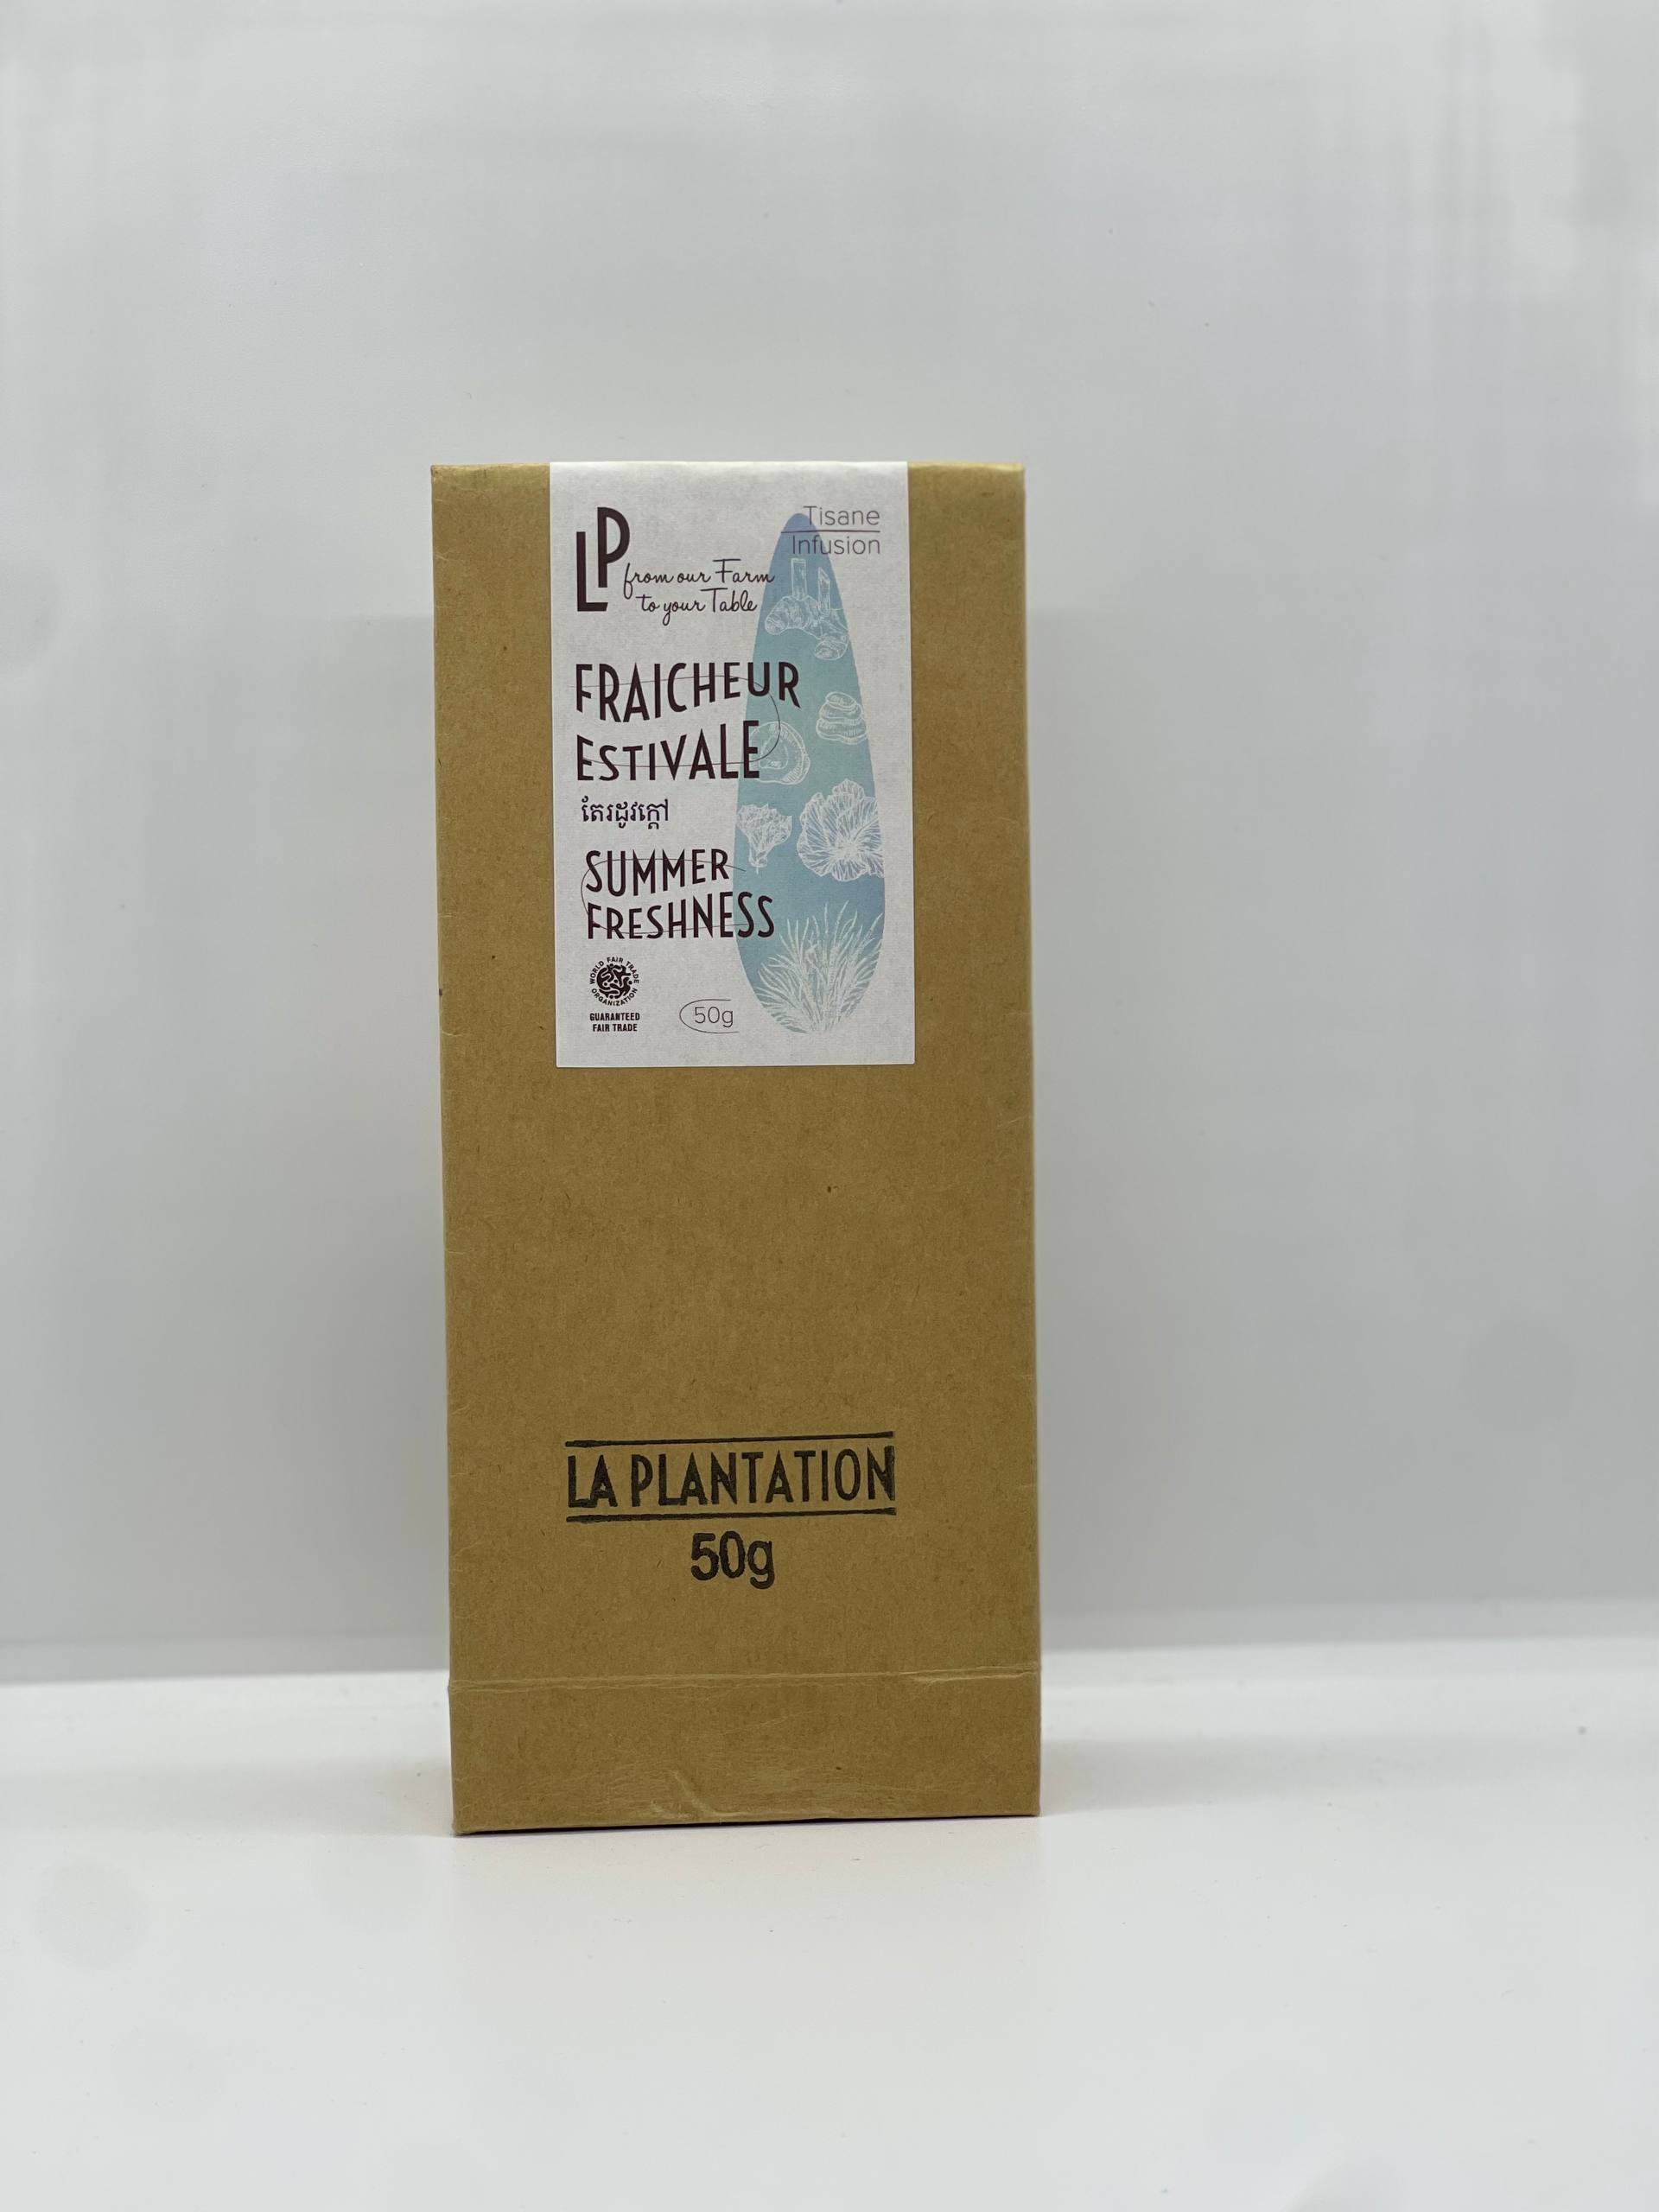 LP
from our Farm
to your Table
Tisane
Infusion
FRAICHEUR
ESTIVALE
តែរដូវក្ដៅ
SUMMER
FRESHNESS
WORLD FAIR TRADE
ORGANIZATION
GUARANTEED
FAIR TRADE
50g
LA PLANTATION
50g